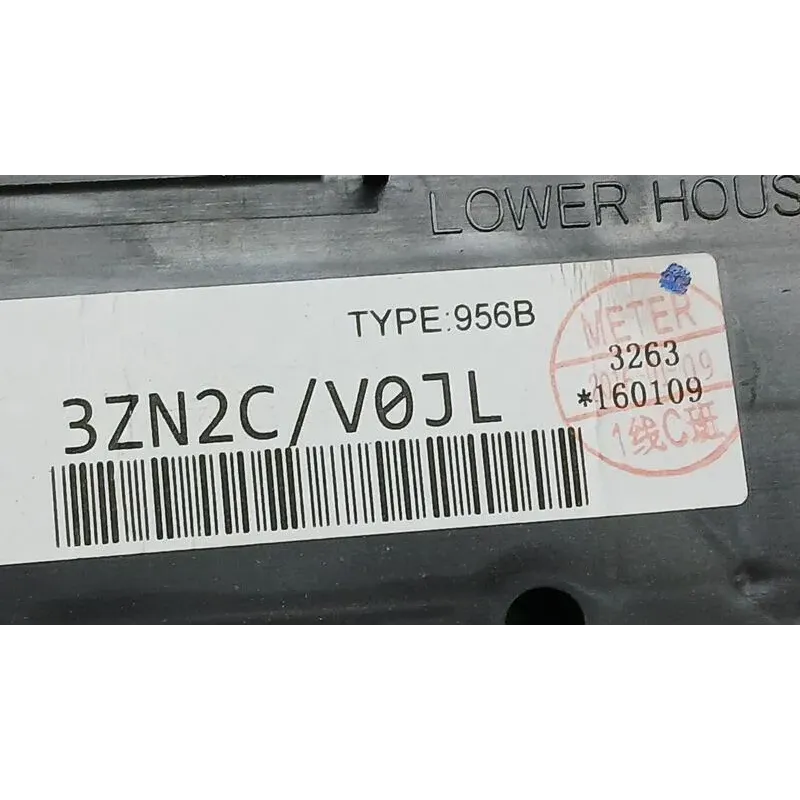 LOWER HOUS
TYPE:956B
METER
3263
*160109
1线C班
3ZN2C/V0JL